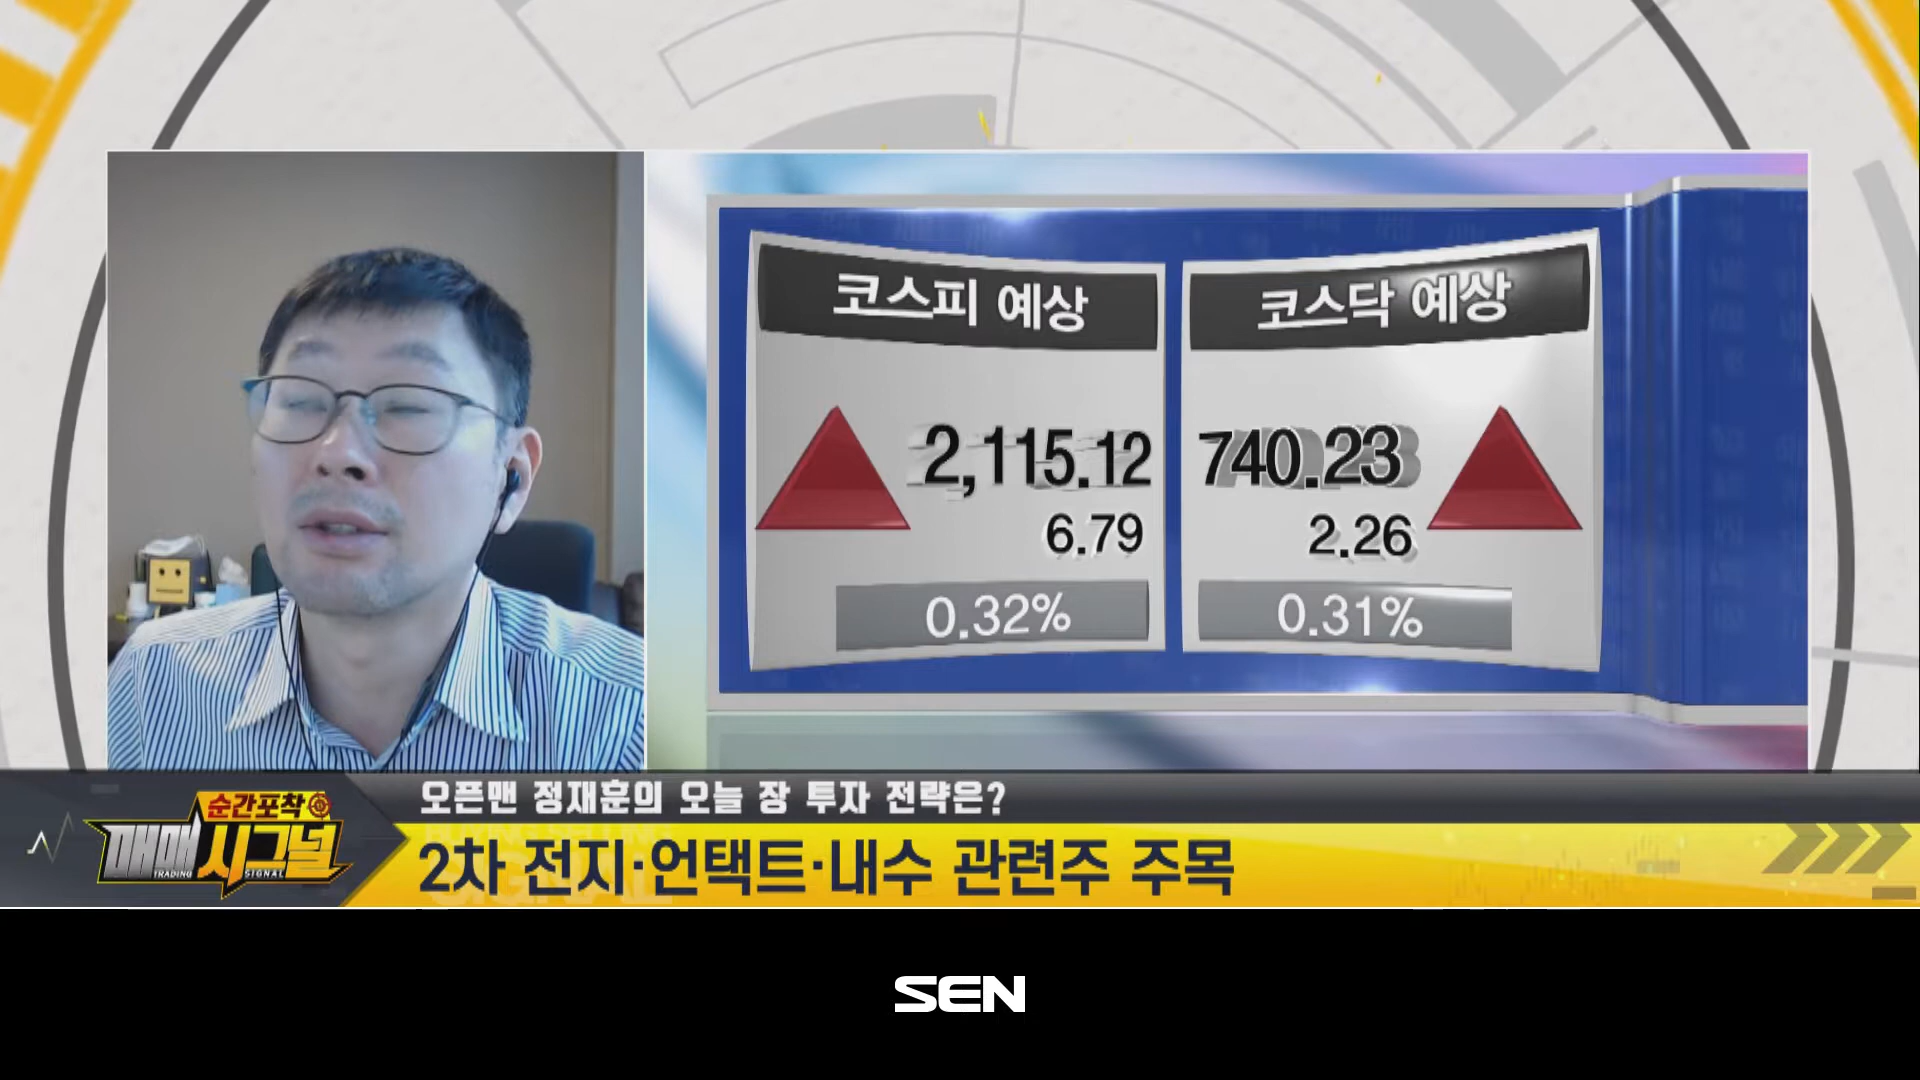 코스피 예상
2,115.12
6.79
0.32%
코스닥 예상
740.23
2.26
0.31%
오픈맨 정재훈의 오늘 장 투자 전략은?
순간포착
매매 시그널
TRADING SIGNAL
2차 전지·언택트·내수 관련주 주목
SEN